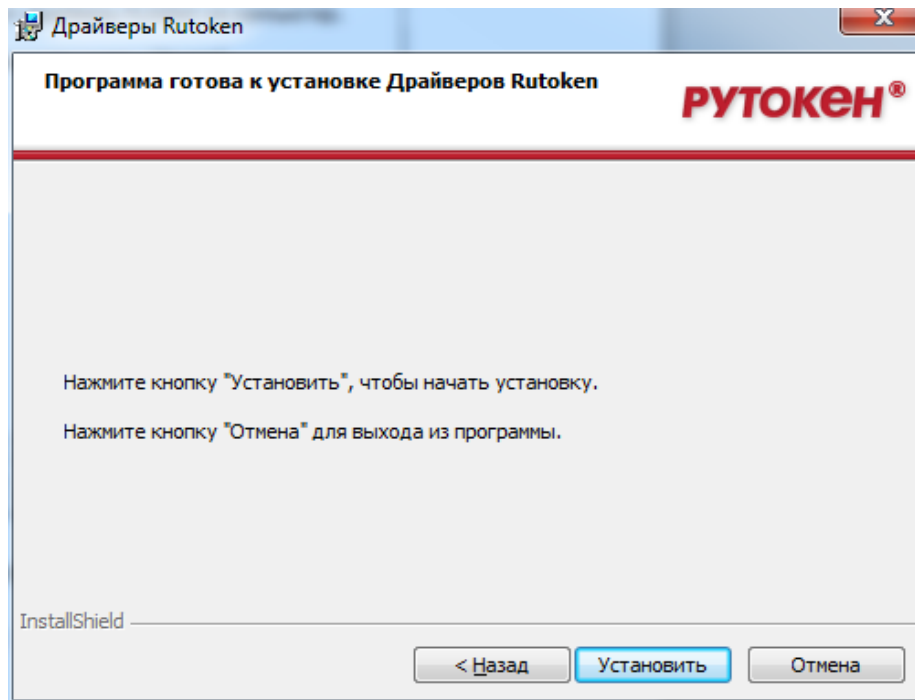 Драйверы Rutoken
Программа готова к установке Драйверов Rutoken
РУТОКЕН®
Нажмите кнопку "Установить", чтобы начать установку.
Нажмите кнопку "Отмена" для выхода из программы.
InstallShield
< Назад
Установить
Отмена